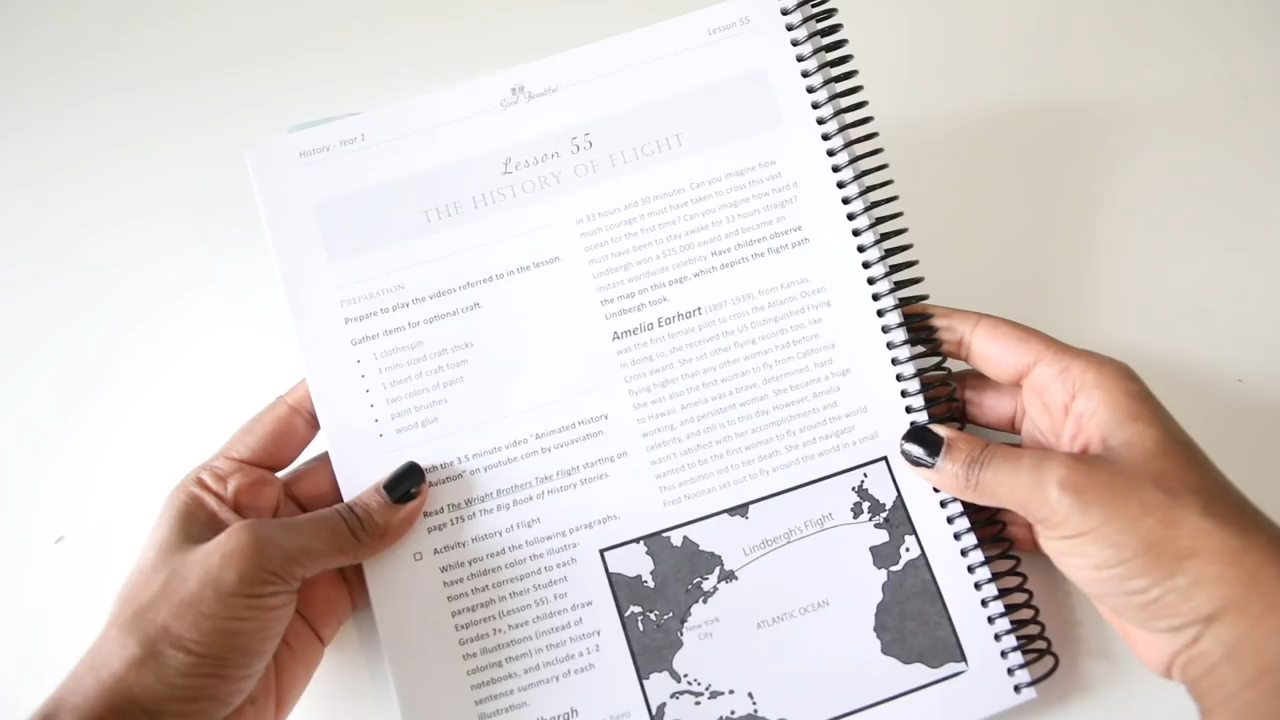 Lesson 55
Good & Beautiful
History - Year 1
Lesson 55
THE HISTORY OF FLIGHT
PREPARATION
Prepare to play the videos referred to in the lesson.
Gather items for optional craft.
• 1 clothespin
• 3 mini-sized craft sticks
• 1 sheet of craft foam
• two colors of paint
• paint brushes
• wood glue
tch the 3.5 minute video "Animated History
Aviation" on youtube.com by uvuaviation.
Read The Wright Brothers Take Flight starting on
page 175 of The Big Book of History Stories.
Activity: History of Flight
While you read the following paragraphs,
have children color the illustra-
tions that correspond to each
paragraph in their Student
Explorers (Lesson 55). For
Grades 7+, have children draw
the illustrations (instead of
coloring them) in their history
notebooks, and include a 1-2
sentence summary of each
illustration.
dbergh
hero
in 33 hours and 30 minutes. Can you imagine how
much courage it must have taken to cross this vast
ocean for the first time? Can you imagine how hard it
must have been to stay awake for 33 hours straight?
Lindbergh won a $25,000 award and became an
instant worldwide celebrity. Have children observe
the map on this page, which depicts the flight path
Lindbergh took.
Amelia Earhart (1897-1939), from Kansas,
was the first female pilot to cross the Atlantic Ocean.
In doing so, she received the US Distinguished Flying
Cross award. She set other flying records too, like
flying higher than any other woman had before.
She was also the first woman to fly from California
to Hawaii. Amelia was a brave, determined, hard-
working, and persistent woman. She became a huge
celebrity, and still is to this day. However, Amelia
wasn't satisfied with her accomplishments and
wanted to be the first woman to fly around the world.
This ambition led to her death. She and navigator
Fred Noonan set out to fly around the world in a small
Lindbergh's Flight
New York
City
ATLANTIC OCEAN